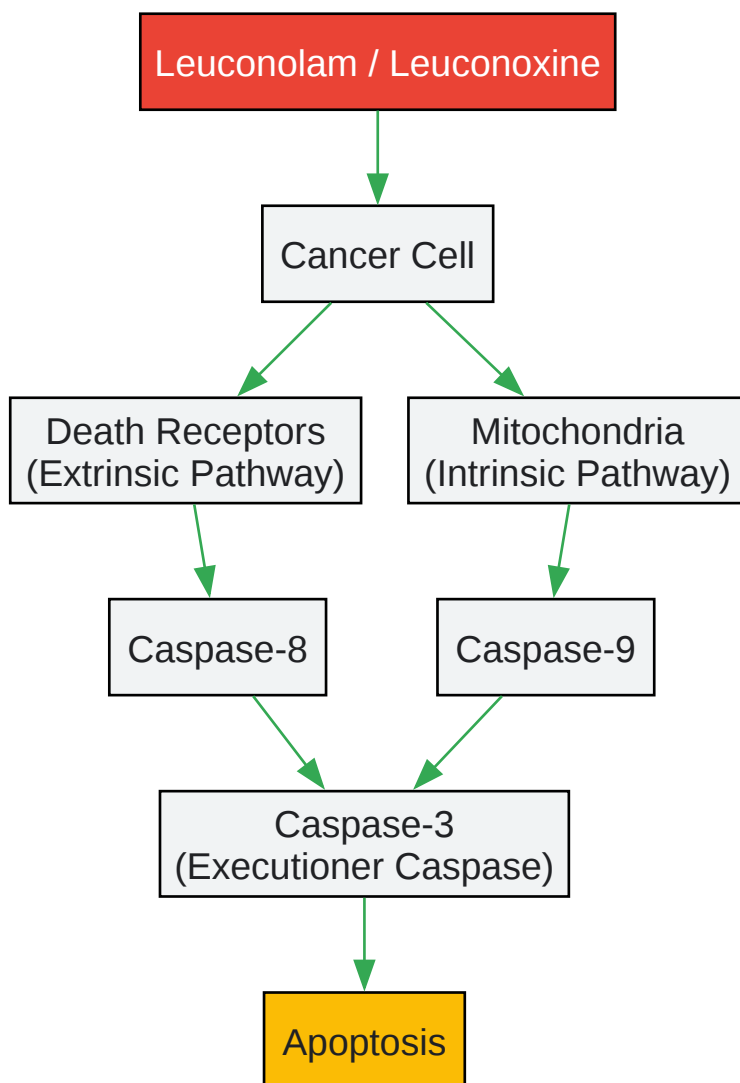 Leuconolam / Leuconoxine
Cancer Cell
Death Receptors
(Extrinsic Pathway)
Mitochondria
(Intrinsic Pathway)
Caspase-8
Caspase-9
Caspase-3
(Executioner Caspase)
Apoptosis